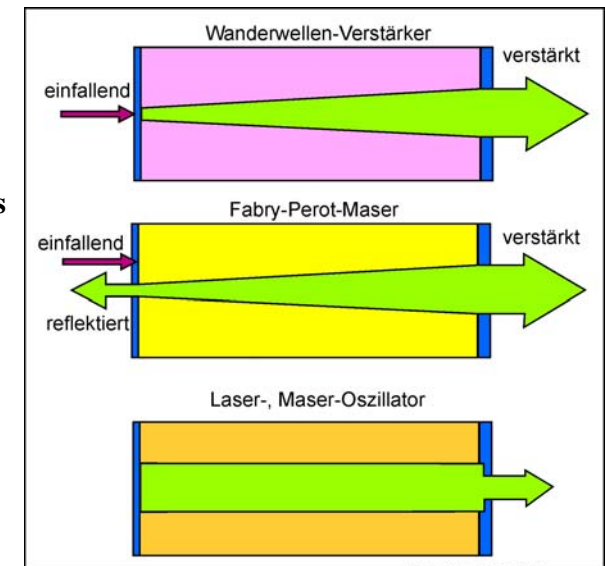 Wanderwellen-Verstärker
verstärkt
einfallend
s
Fabry-Perot-Maser
einfallend
verstärkt
reflektiert
Laser-, Maser-Oszillator